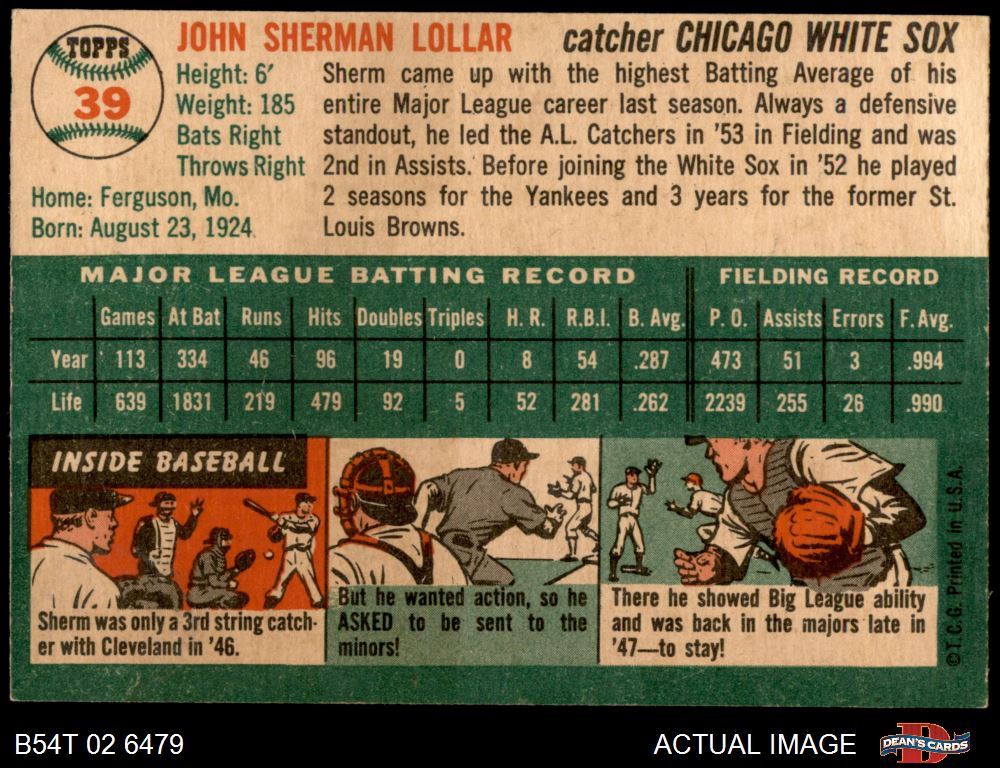 TOPPS
39
JOHN SHERMAN LOLLAR catcher CHICAGO WHITE SOX
Height: 6'
Weight: 185
Bats Right
Throws Right
Home: Ferguson, Mo.
Born: August 23, 1924
Sherm came up with the highest Batting Average of his
entire Major League career last season. Always a defensive
standout, he led the A.L. Catchers in '53 in Fielding and was
2nd in Assists. Before joining the White Sox in '52 he played
2 seasons for the Yankees and 3 years for the former St.
Louis Browns.
MAJOR LEAGUE BATTING RECORD FIELDING RECORD
Games At Bat Runs Hits Doubles Triples H. R. R.B.I. B. Avg. P. O. Assists Errors F. Avg.
Year 113 334 46 96 19 0 8 54 .287 473 51 3 .994
Life 639 1831 219 479 92 5 52 281 .262 2239 255 26 .990
INSIDE BASEBALL
Sherm was only a 3rd string catch-
er with Cleveland in '46.
But he wanted action, so he
ASKED to be sent to the
minors!
There he showed Big League ability
and was back in the majors late in
'47—to stay!
© T. C. G. Printed in U.S.A.
B54T 02 6479
ACTUAL IMAGE
D
DEAN'S CARDS